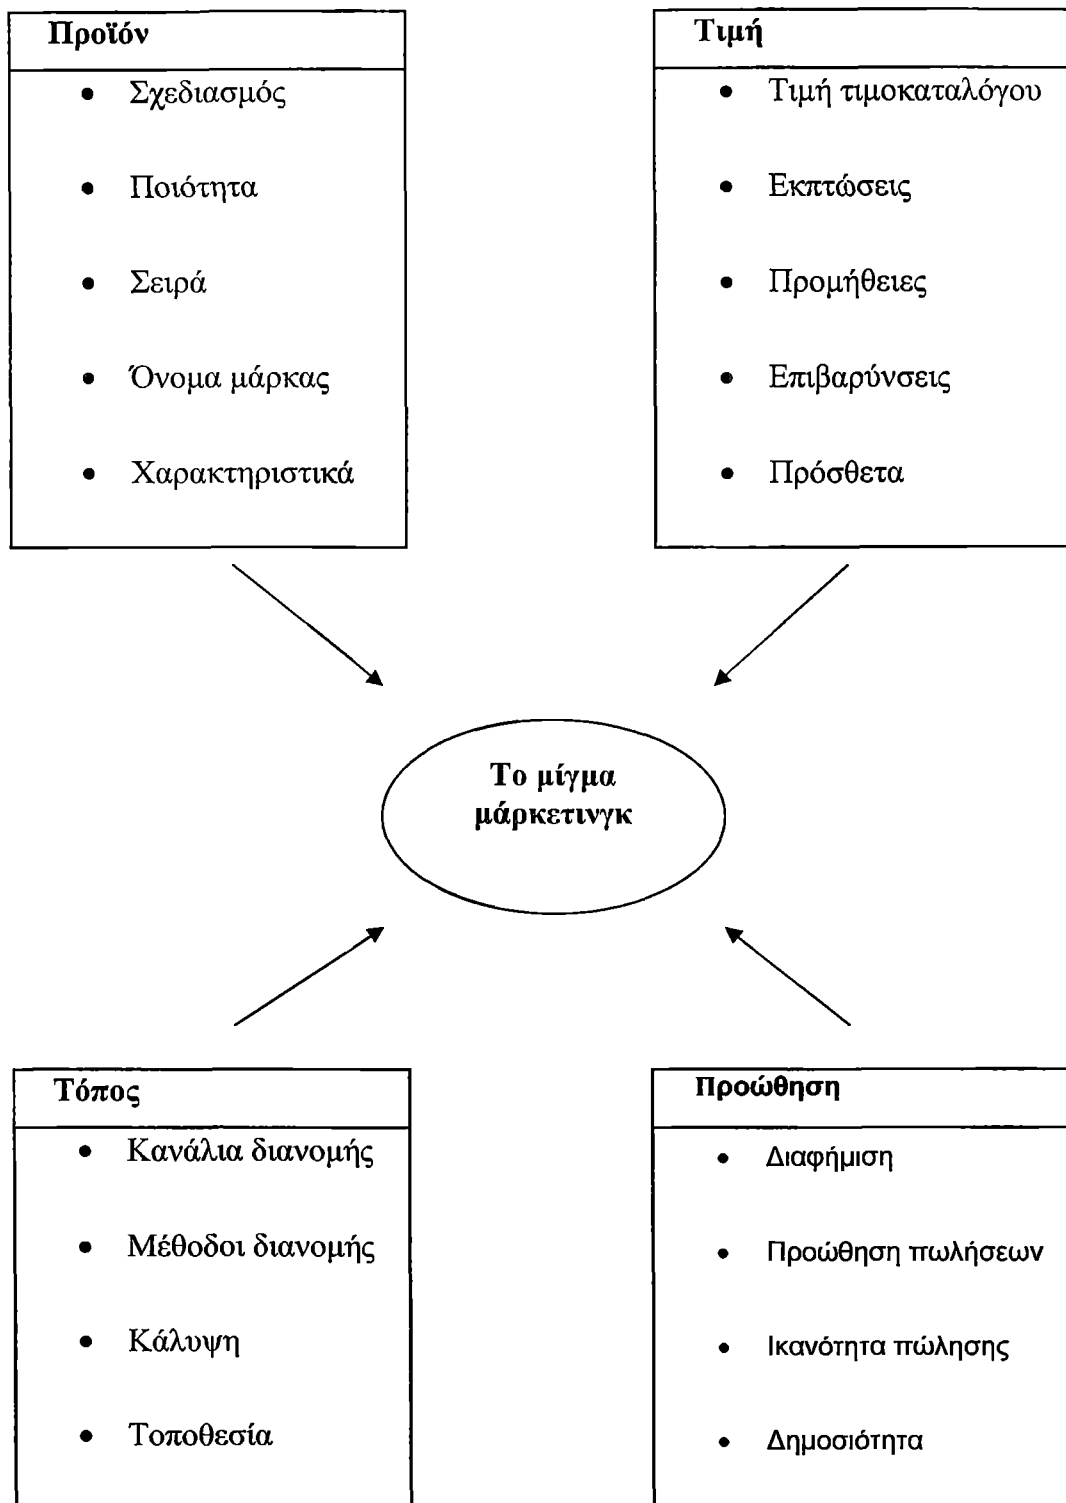 Προϊόν
• Σχεδιασμός
• Ποιότητα
• Σειρά
• Όνομα μάρκας
• Χαρακτηριστικά
Τιμή
• Τιμή τιμοκαταλόγου
• Εκπτώσεις
• Προμήθειες
• Επιβαρύνσεις
• Πρόσθετα
Το μίγμα
μάρκετινγκ
Τόπος
• Κανάλια διανομής
• Μέθοδοι διανομής
• Κάλυψη
• Τοποθεσία
Προώθηση
• Διαφήμιση
• Προώθηση πωλήσεων
• Ικανότητα πώλησης
• Δημοσιότητα